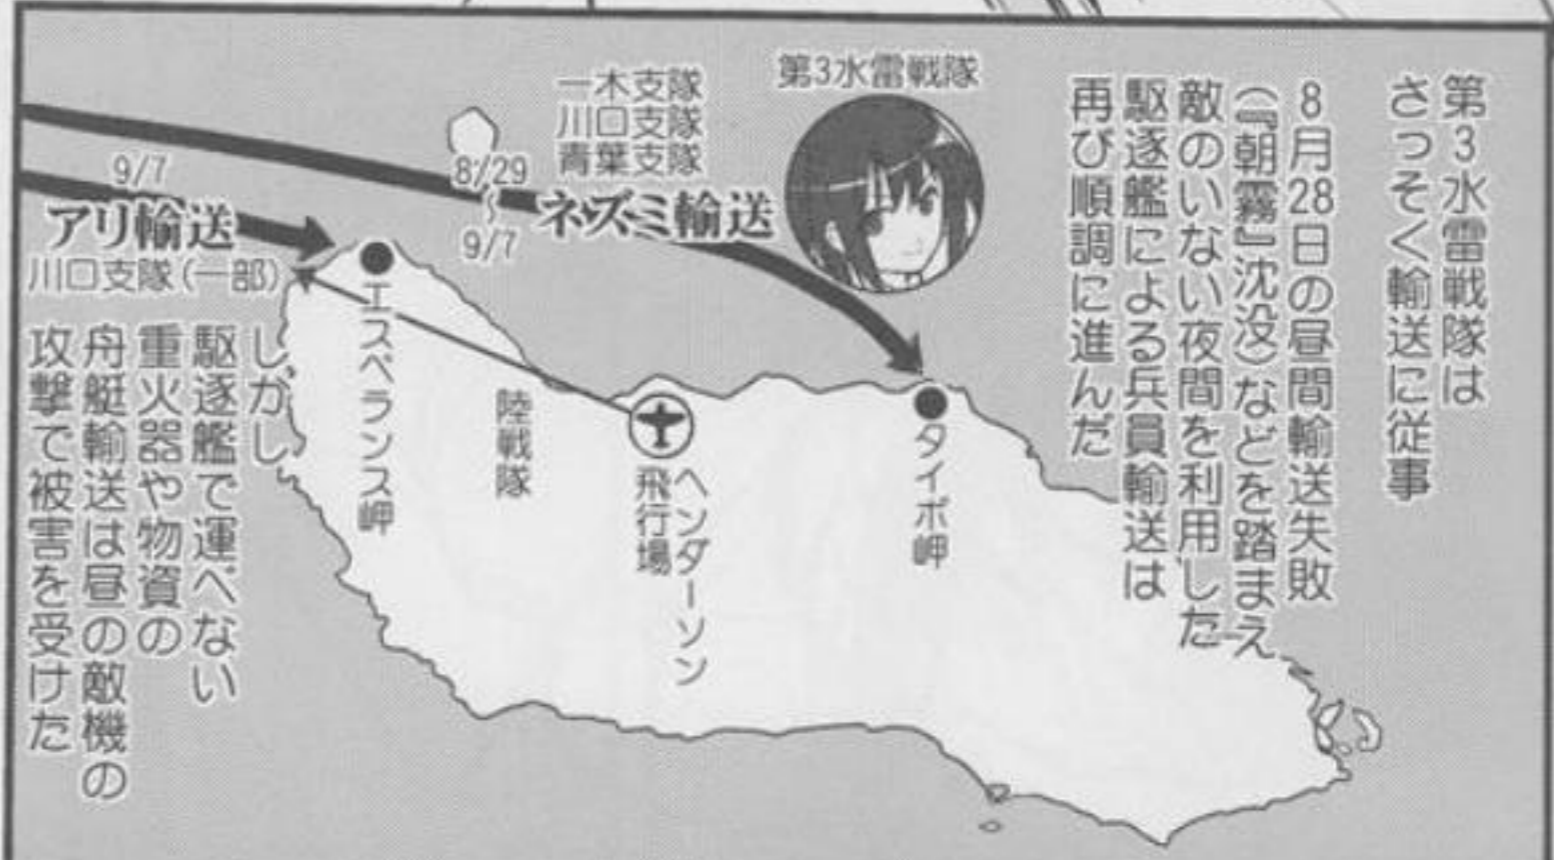 第3水雷戦隊は
さっそく輸送に従事
8月28日の昼間輸送失敗
(『朝霧』沈没)などを踏まえ
敵のいない夜間を利用した
駆逐艦による兵員輸送は
再び順調に進んだ
第3水雷戦隊
一木支隊
川口支隊
青葉支隊
ネズミ輸送
8/29
〜
9/7
9/7
アリ輸送
川口支隊(一部)
タイボ岬
ヘンダーソン
飛行場
陸戦隊
エスペランス岬
しかし
駆逐艦で運べない
重火器や物資の
舟艇輸送は昼の敵機の
攻撃で被害を受けた